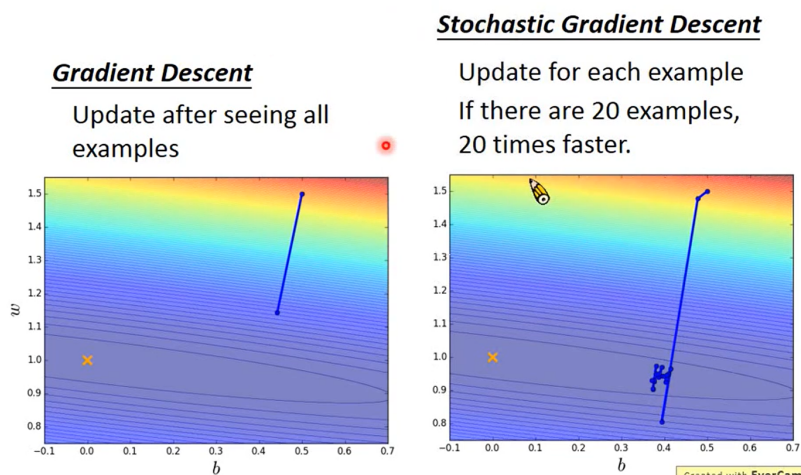 Gradient Descent
Update after seeing all
examples
Stochastic Gradient Descent
Update for each example
If there are 20 examples,
20 times faster.
1.5
1.4
1.3
1.2
1.1
1.0
0.9
0.8
w
−0.1 0.0 0.1 0.2 0.3 0.4 0.5 0.6 0.7
b
1.5
1.4
1.3
1.2
1.1
1.0
0.9
0.8
−0.1 0.0 0.1 0.2 0.3 0.4 0.5 0.6 0.7
b
Created with